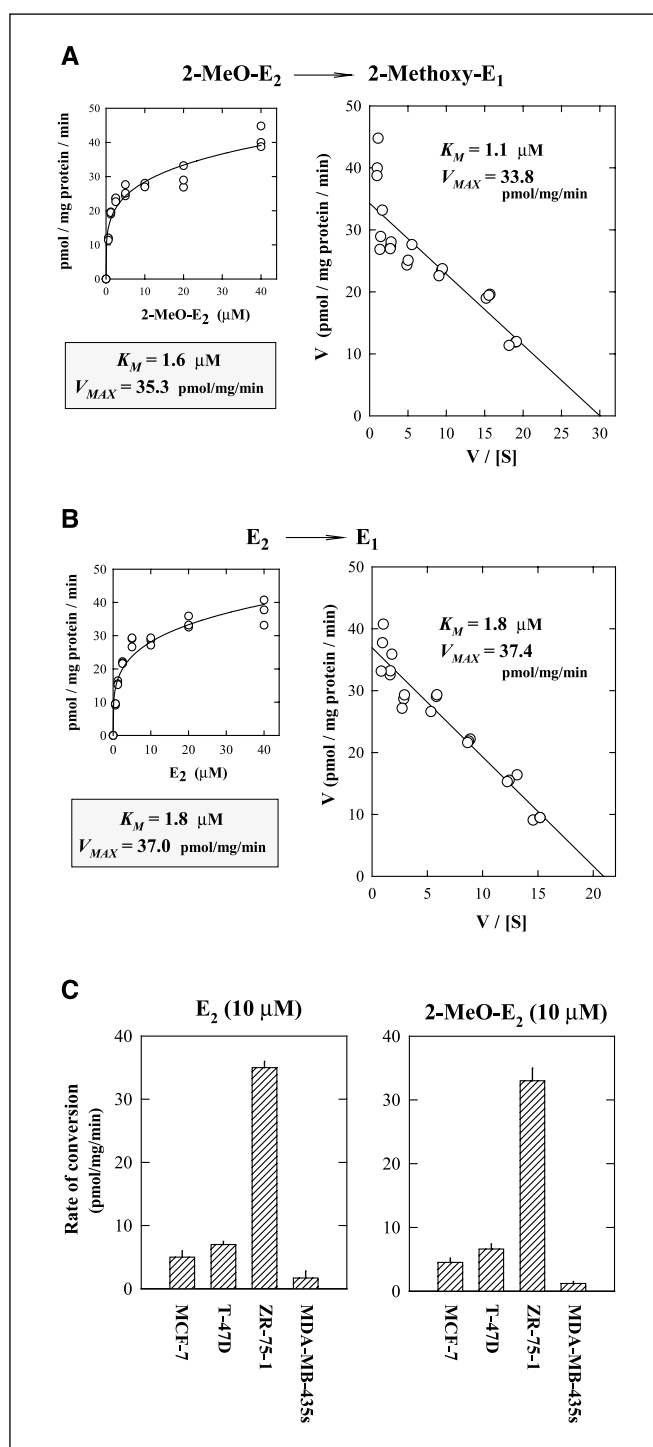 A
2-MeO-E2 → 2-Methoxy-E1
pmol / mg protein / min
50
40
30
20
10
0
0 10 20 30 40
2-MeO-E2 (μM)
KM = 1.6 μM
VMAX = 35.3 pmol/mg/min
V (pmol / mg protein / min)
50
40
30
20
10
0
KM = 1.1 μM
VMAX = 33.8
pmol/mg/min
0 5 10 15 20 25 30
V / [S]
B
E2 → E1
pmol / mg protein / min
50
40
30
20
10
0
0 10 20 30 40
E2 (μM)
KM = 1.8 μM
VMAX = 37.0 pmol/mg/min
V (pmol / mg protein / min)
50
40
30
20
10
0
KM = 1.8 μM
VMAX = 37.4
pmol/mg/min
0 5 10 15 20
V / [S]
C
E2 (10 μM)
Rate of conversion
(pmol/mg/min)
40
30
20
10
0
MCF-7
T-47D
ZR-75-1
MDA-MB-435s
2-MeO-E2 (10 μM)
40
30
20
10
0
MCF-7
T-47D
ZR-75-1
MDA-MB-435s